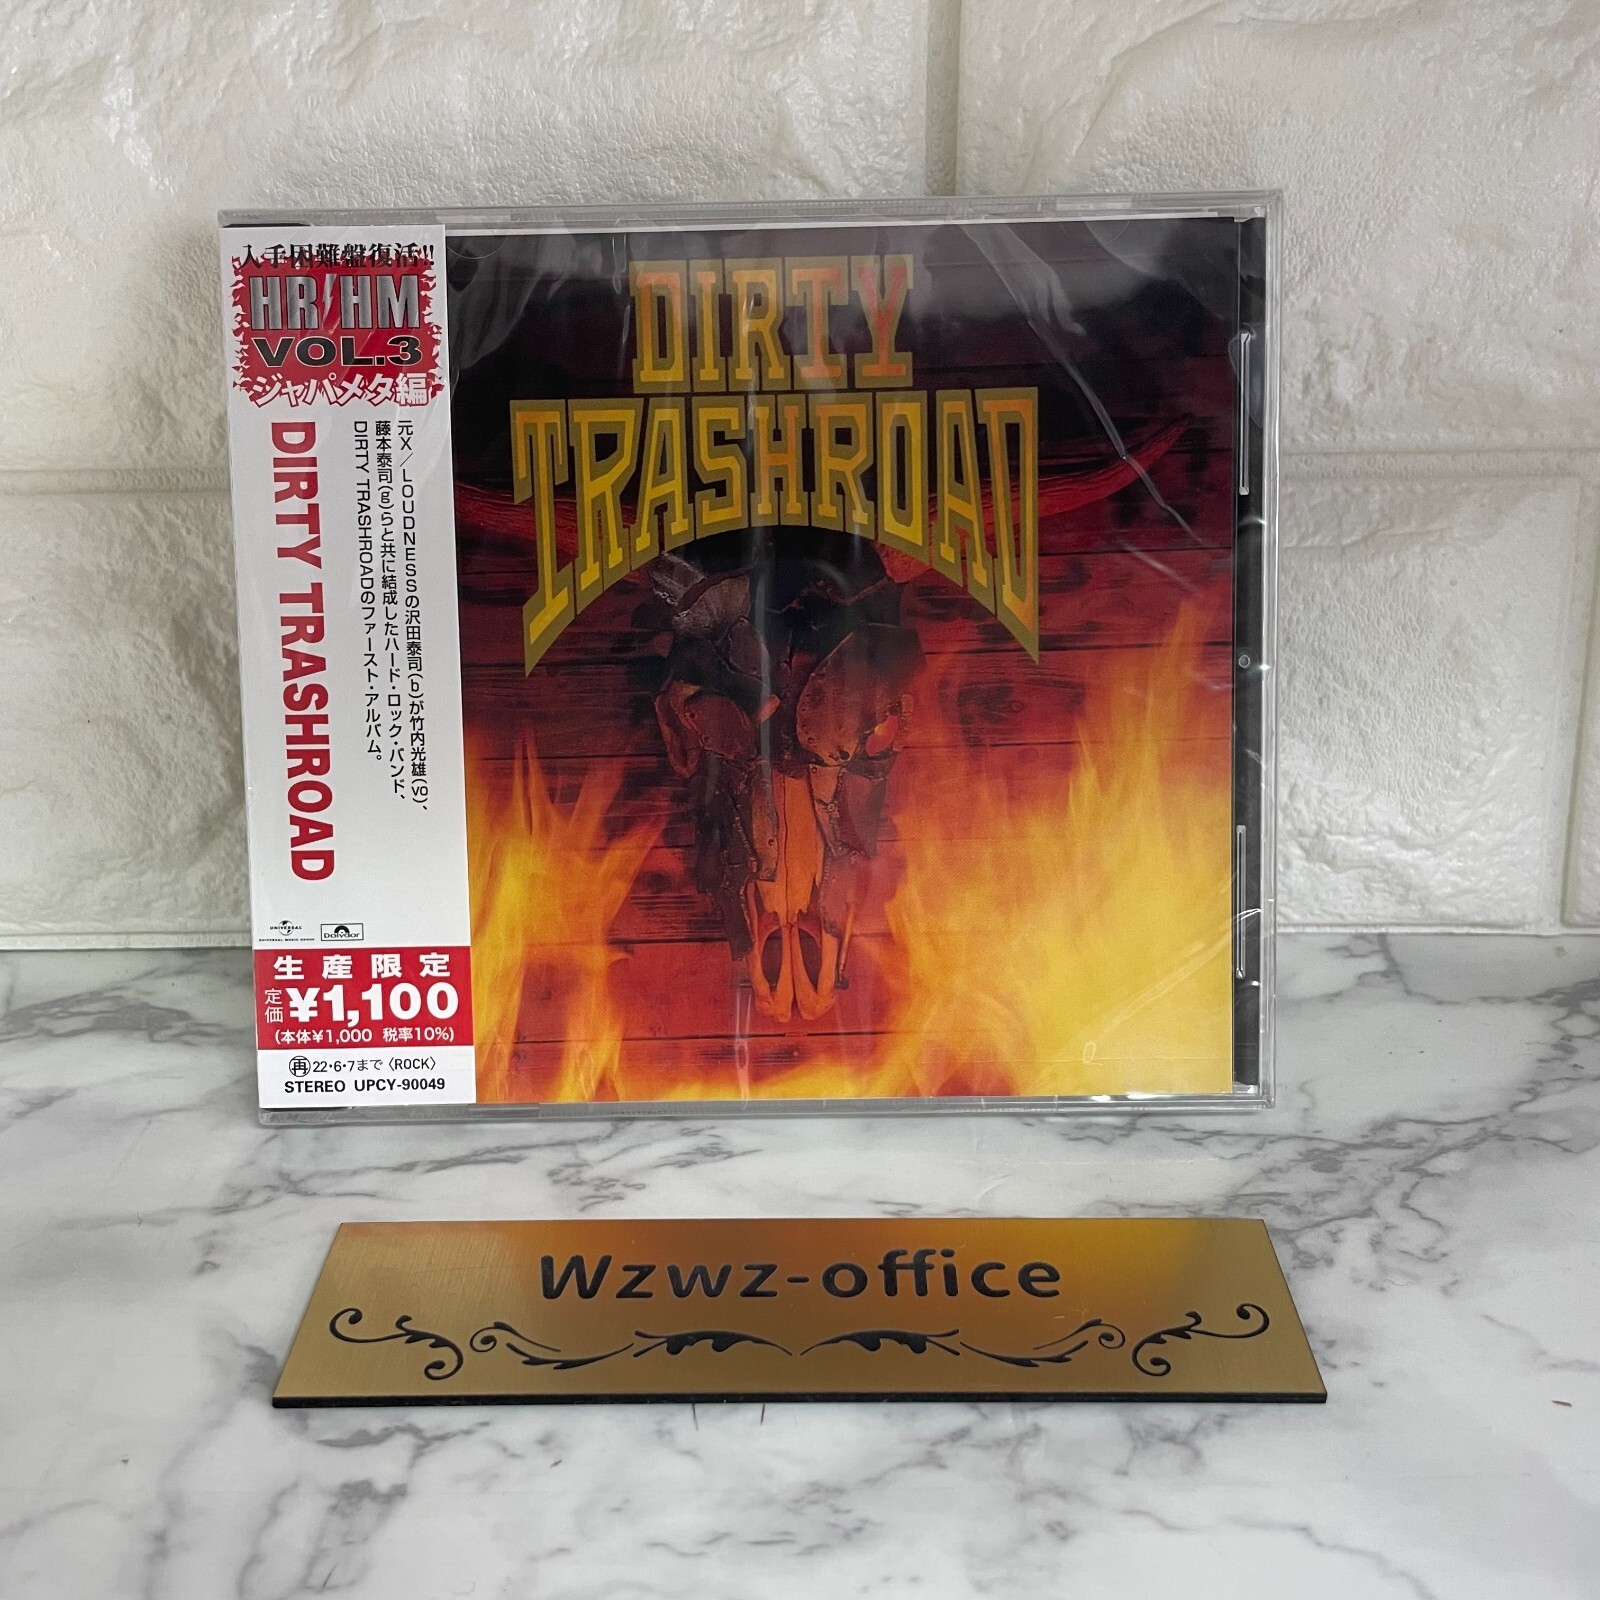 入手困難盤復活!!
HR/HM
VOL.3
ジャパメタ編
元X／LOUDNESSの沢田泰司(b)が竹内光雄(vo)、
藤本泰司(g)らと共に結成したハード・ロック・バンド、
DIRTY TRASHROADのファースト・アルバム。
DIRTY TRASHROAD
UNIVERSAL
UNIVERSAL MUSIC GROUP
Polydor
生産限定
定価 ¥1,100
(本体¥1,000 税率10%)
再 22・6・7まで〈ROCK〉
STEREO UPCY-90049
DIRTY
TRASHROAD
Wzwz-office